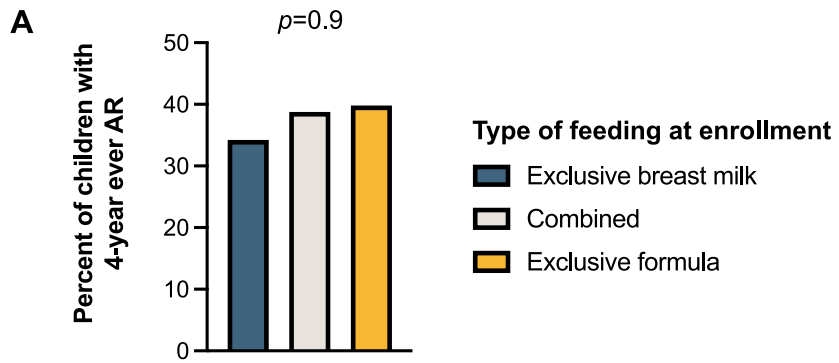 A
p=0.9
Percent of children with
4-year ever AR
50
40
30
20
10
0
Type of feeding at enrollment
Exclusive breast milk
Combined
Exclusive formula